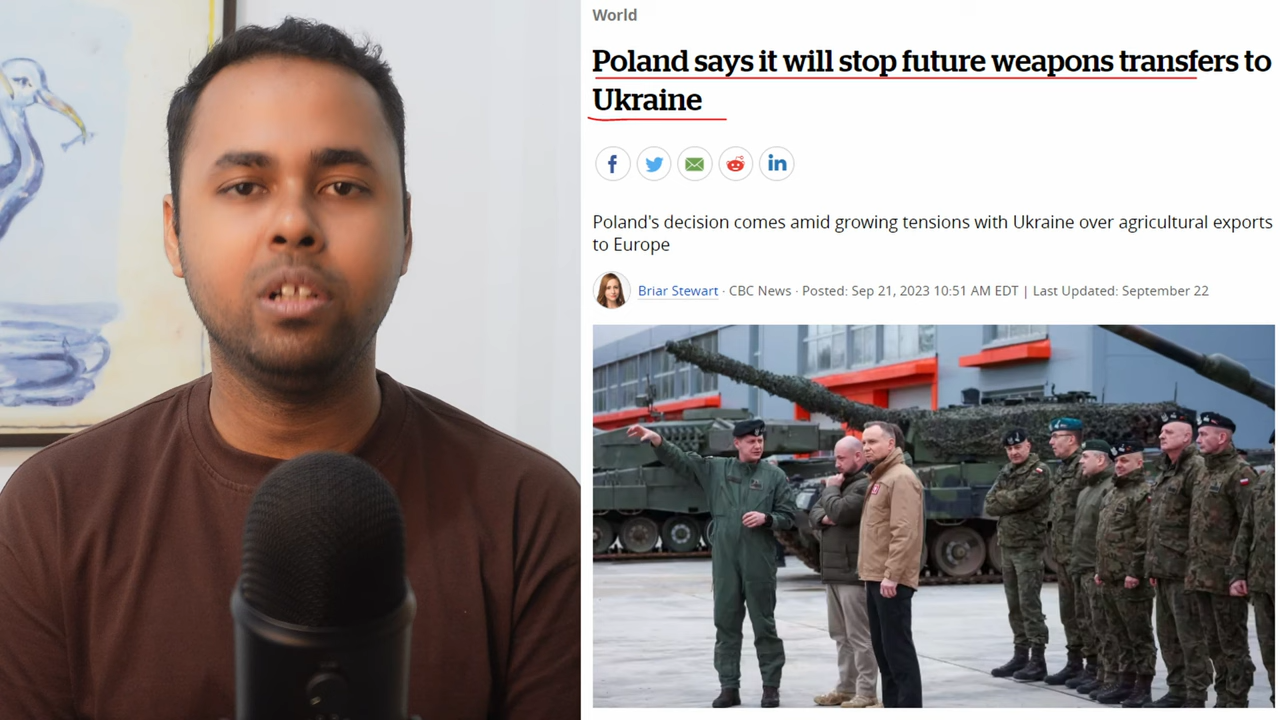 World
Poland says it will stop future weapons transfers to
Ukraine
Poland's decision comes amid growing tensions with Ukraine over agricultural exports
to Europe
Briar Stewart · CBC News · Posted: Sep 21, 2023 10:51 AM EDT | Last Updated: September 22